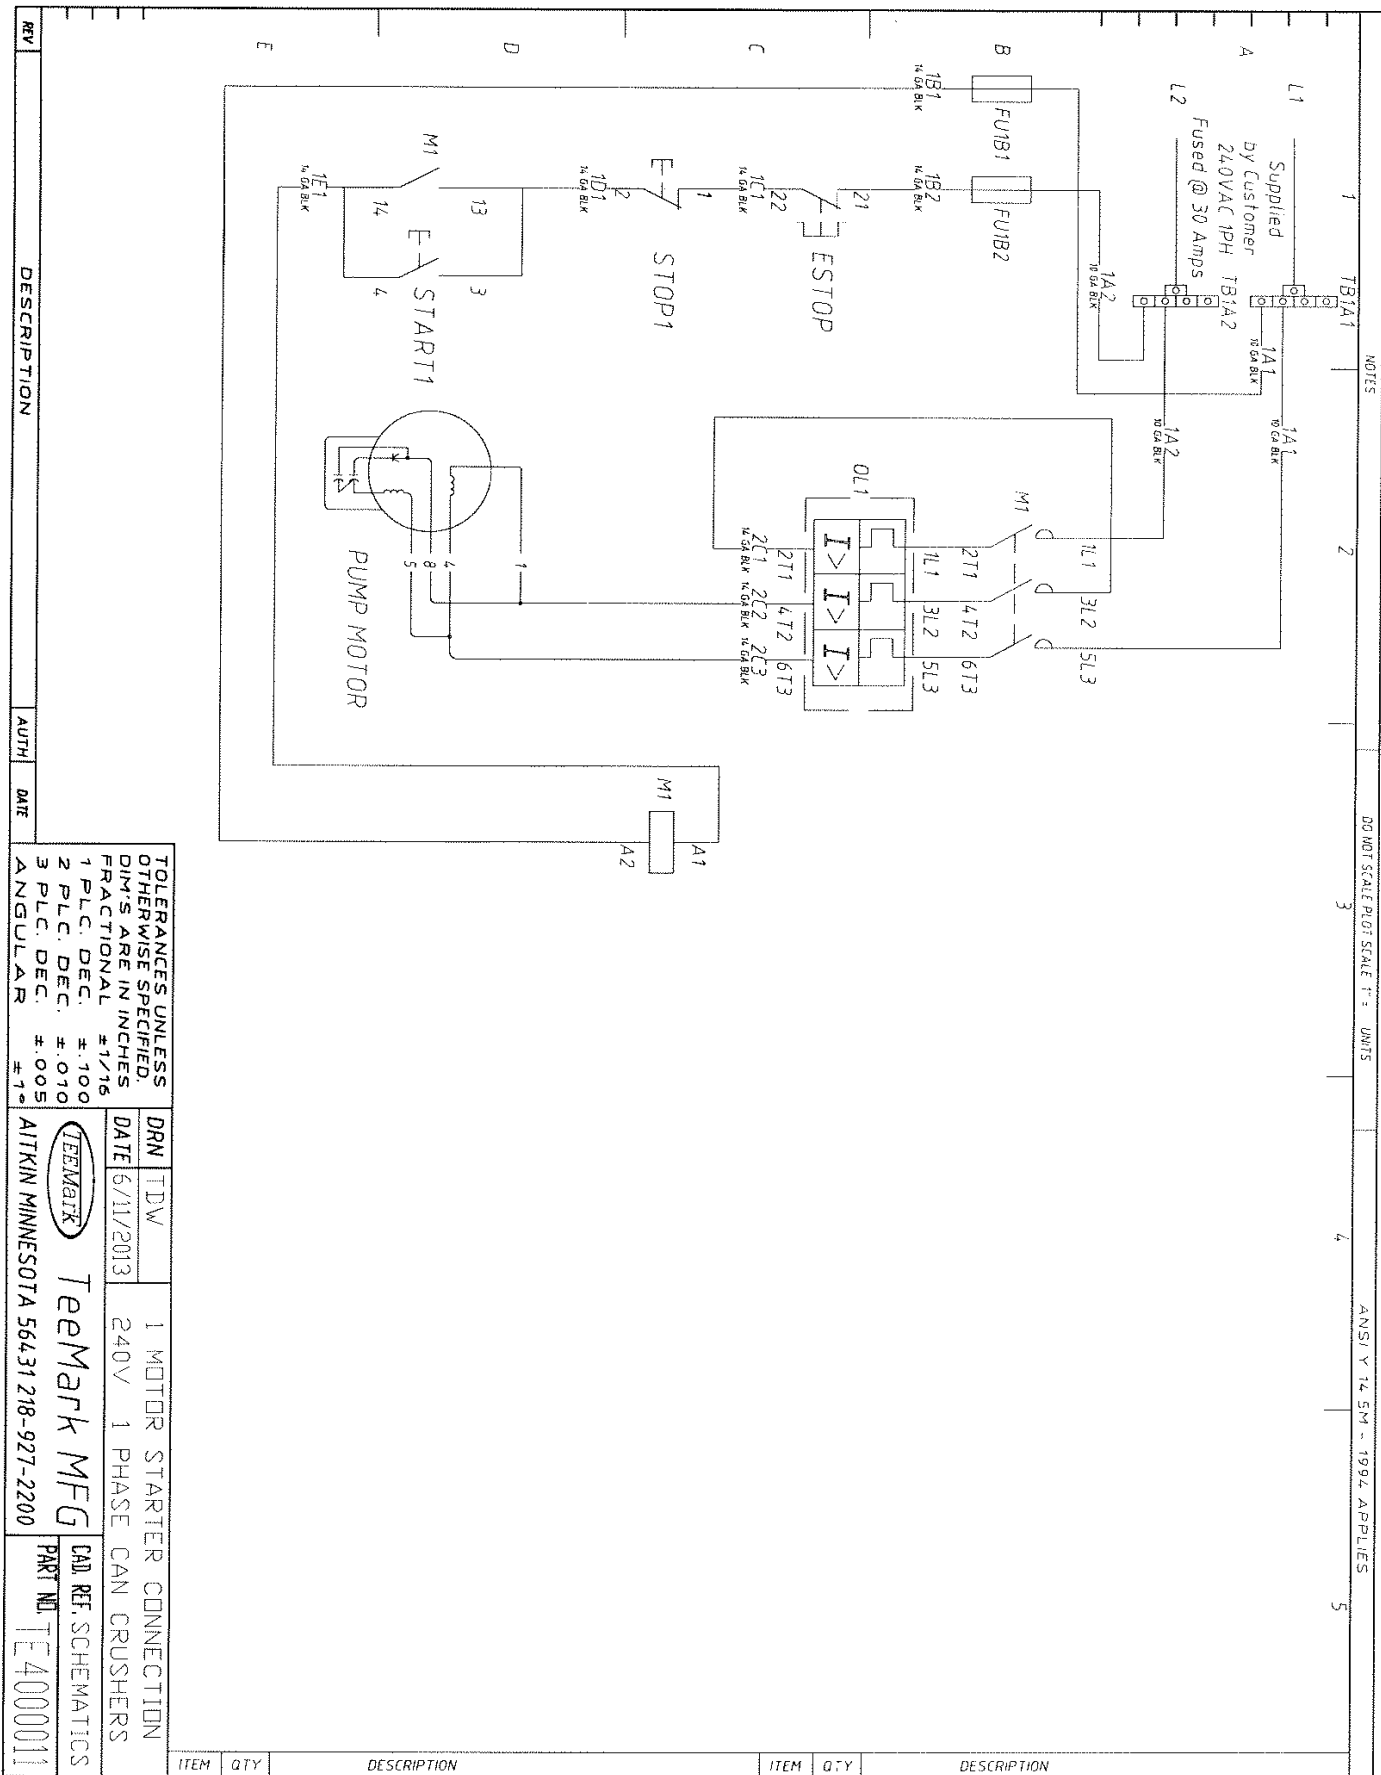 NOTES
DO NOT SCALE PLOT SCALE 1" = UNITS
ANSI Y 14 5M - 1994 APPLIES
1
2
3
4
5
A
B
C
D
E
L1
L2
Supplied
by Customer
240VAC 1PH
Fused @ 30 Amps
TB1A1
TB1A2
1A1
10 GA BLK
1A1
10 GA BLK
1A2
10 GA BLK
1A2
10 GA BLK
FU1B1
FU1B2
1B1
14 GA BLK
1B2
14 GA BLK
21
22
ESTOP
1C1
14 GA BLK
1
2
STOP1
1D1
14 GA BLK
M1
13
14
3
4
START1
1E1
14 GA BLK
M1
1L1
3L2
5L3
2T1
4T2
6T3
1L1
3L2
5L3
OL1
I>
I>
I>
2T1
4T2
6T3
2C1
14 GA BLK
2C2
14 GA BLK
2C3
14 GA BLK
1
4
8
5
PUMP MOTOR
M1
A1
A2
REV
DESCRIPTION
AUTH
DATE
TOLERANCES UNLESS
OTHERWISE SPECIFIED.
DIM'S ARE IN INCHES
FRACTIONAL ±1/16
1 PLC. DEC. ±.100
2 PLC. DEC. ±.010
3 PLC. DEC. ±.005
ANGULAR ±1°
DRN TDW
DATE 6/11/2013
1 MOTOR STARTER CONNECTION
240V 1 PHASE CAN CRUSHERS
TEEMark
TeeMark MFG
AITKIN MINNESOTA 56431 218-927-2200
CAD. REF. SCHEMATICS
PART NO. TE400011
ITEM QTY DESCRIPTION
ITEM QTY DESCRIPTION